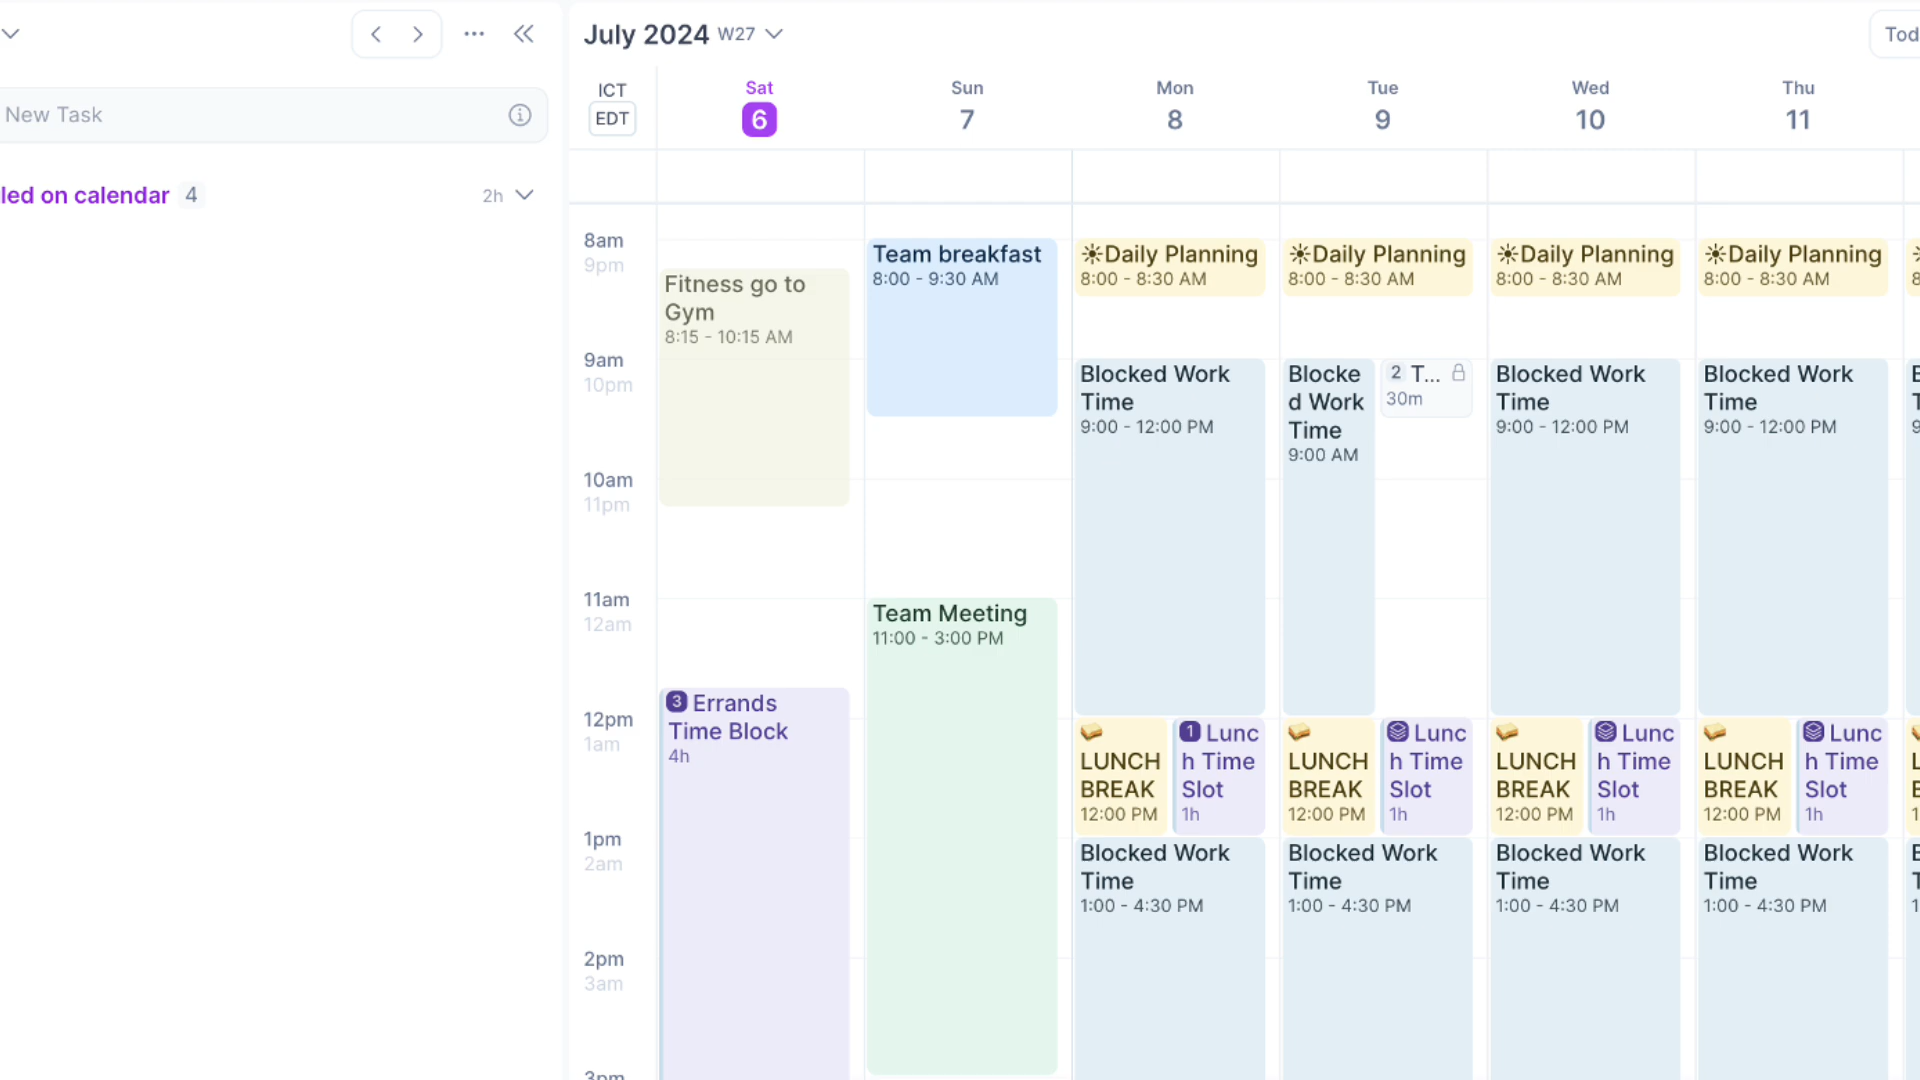 July 2024 W27
Tod
New Task
led on calendar 4
2h
ICT
EDT
Sat
6
Sun
7
Mon
8
Tue
9
Wed
10
Thu
11
8am
9pm
9am
10pm
10am
11pm
11am
12am
12pm
1am
1pm
2am
2pm
3am
3pm
Fitness go to
Gym
8:15 - 10:15 AM
3 Errands
Time Block
4h
Team breakfast
8:00 - 9:30 AM
Team Meeting
11:00 - 3:00 PM
☀Daily Planning
8:00 - 8:30 AM
Blocked Work
Time
9:00 - 12:00 PM
LUNCH
BREAK
12:00 PM
1 Lunc
h Time
Slot
1h
Blocked Work
Time
1:00 - 4:30 PM
☀Daily Planning
8:00 - 8:30 AM
Blocke
d Work
Time
9:00 AM
2 T...
30m
LUNCH
BREAK
12:00 PM
Lunc
h Time
Slot
1h
Blocked Work
Time
1:00 - 4:30 PM
☀Daily Planning
8:00 - 8:30 AM
Blocked Work
Time
9:00 - 12:00 PM
LUNCH
BREAK
12:00 PM
Lunc
h Time
Slot
1h
Blocked Work
Time
1:00 - 4:30 PM
☀Daily Planning
8:00 - 8:30 AM
Blocked Work
Time
9:00 - 12:00 PM
LUNCH
BREAK
12:00 PM
Lunc
h Time
Slot
1h
Blocked Work
Time
1:00 - 4:30 PM